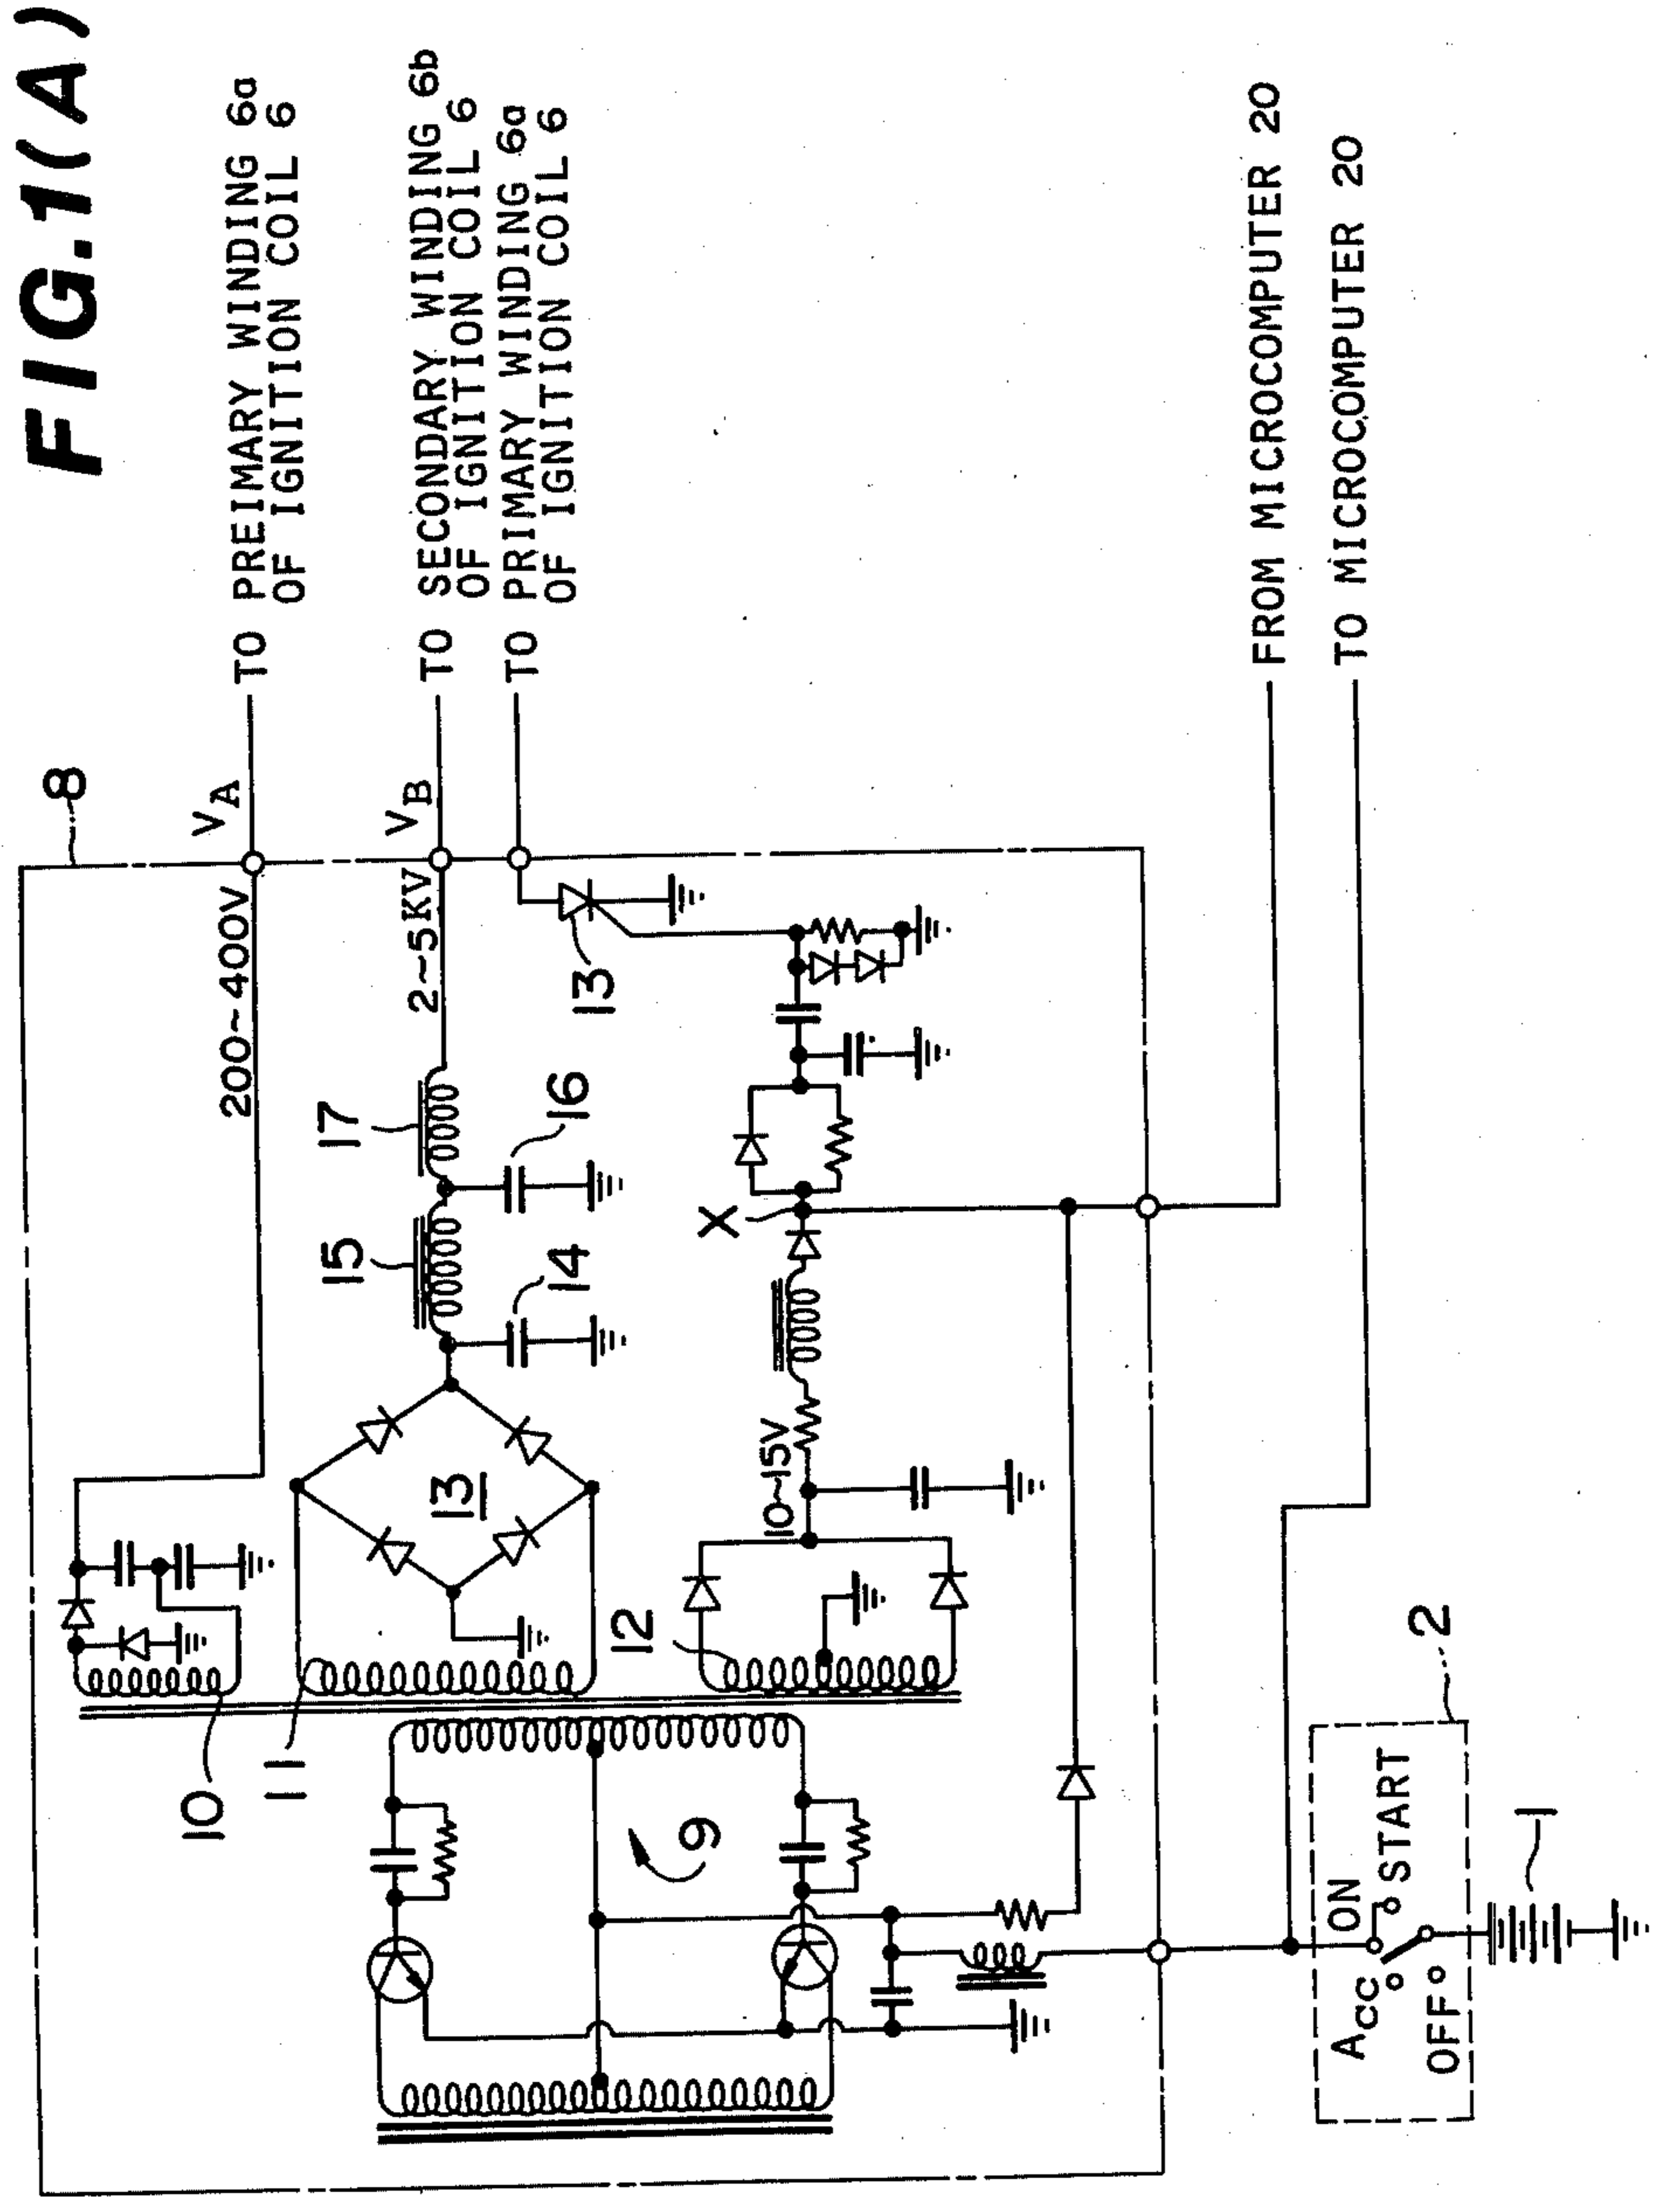 FIG.1(A)
8
VA
TO PREIMARY WINDING 6a
OF IGNITION COIL 6
200~400V
10
11
13
15
17
14
16
2~5KV
VB
TO SECONDARY WINDING 6b
OF IGNITION COIL 6
TO PRIMARY WINDING 6a
OF IGNITION COIL 6
13
12
10~15V
X
9
FROM MICROCOMPUTER 20
TO MICROCOMPUTER 20
2
ACC
ON
START
OFF
1